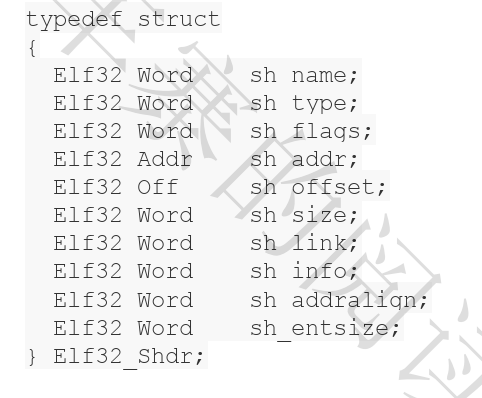 typedef struct
{
  Elf32_Word    sh_name;
  Elf32_Word    sh_type;
  Elf32_Word    sh_flags;
  Elf32_Addr    sh_addr;
  Elf32_Off     sh_offset;
  Elf32_Word    sh_size;
  Elf32_Word    sh_link;
  Elf32_Word    sh_info;
  Elf32_Word    sh_addralign;
  Elf32_Word    sh_entsize;
} Elf32_Shdr;